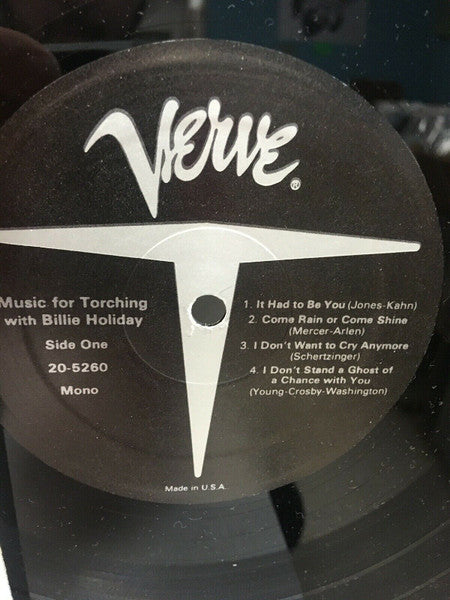 Verve®
Music for Torching
with Billie Holiday
Side One
20-5260
Mono
1. It Had to Be You (Jones-Kahn)
2. Come Rain or Come Shine
(Mercer-Arlen)
3. I Don't Want to Cry Anymore
(Schertzinger)
4. I Don't Stand a Ghost of
a Chance with You
(Young-Crosby-Washington)
Made in U.S.A.